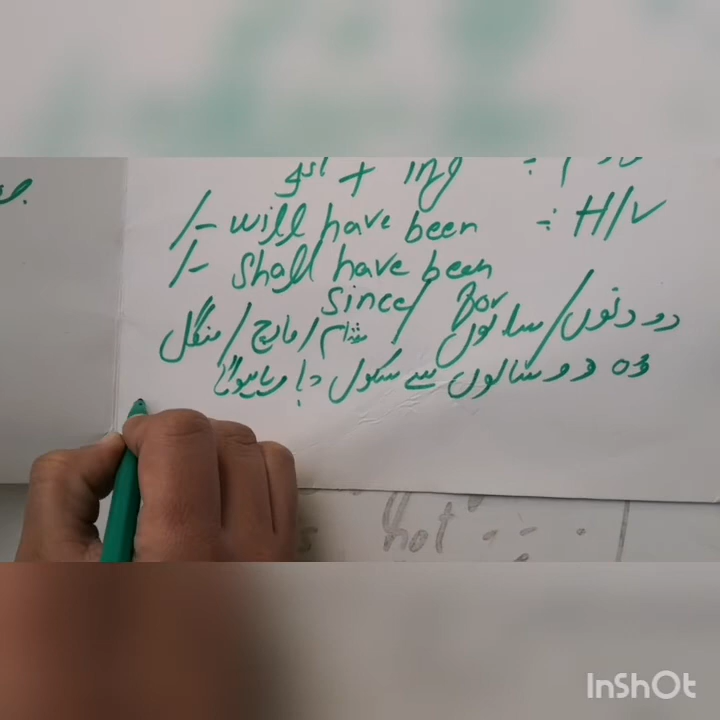 1st + ing
/- will have been :- H/V
/- shall have been
since/ for
دو دنوں/سالوں / شام/مارچ/منگل
وہ دو سالوں سے سکول جا رہا ہوگا
hot
InShOt